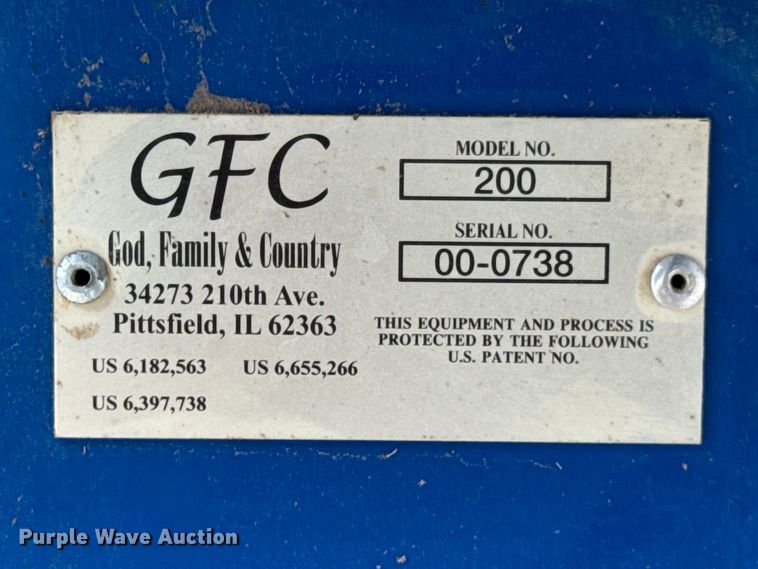 GFC
God, Family & Country
34273 210th Ave.
Pittsfield, IL 62363
US 6,182,563 US 6,655,266
US 6,397,738
MODEL NO.
200
SERIAL NO.
00-0738
THIS EQUIPMENT AND PROCESS IS
PROTECTED BY THE FOLLOWING
U.S. PATENT NO.
Purple Wave Auction